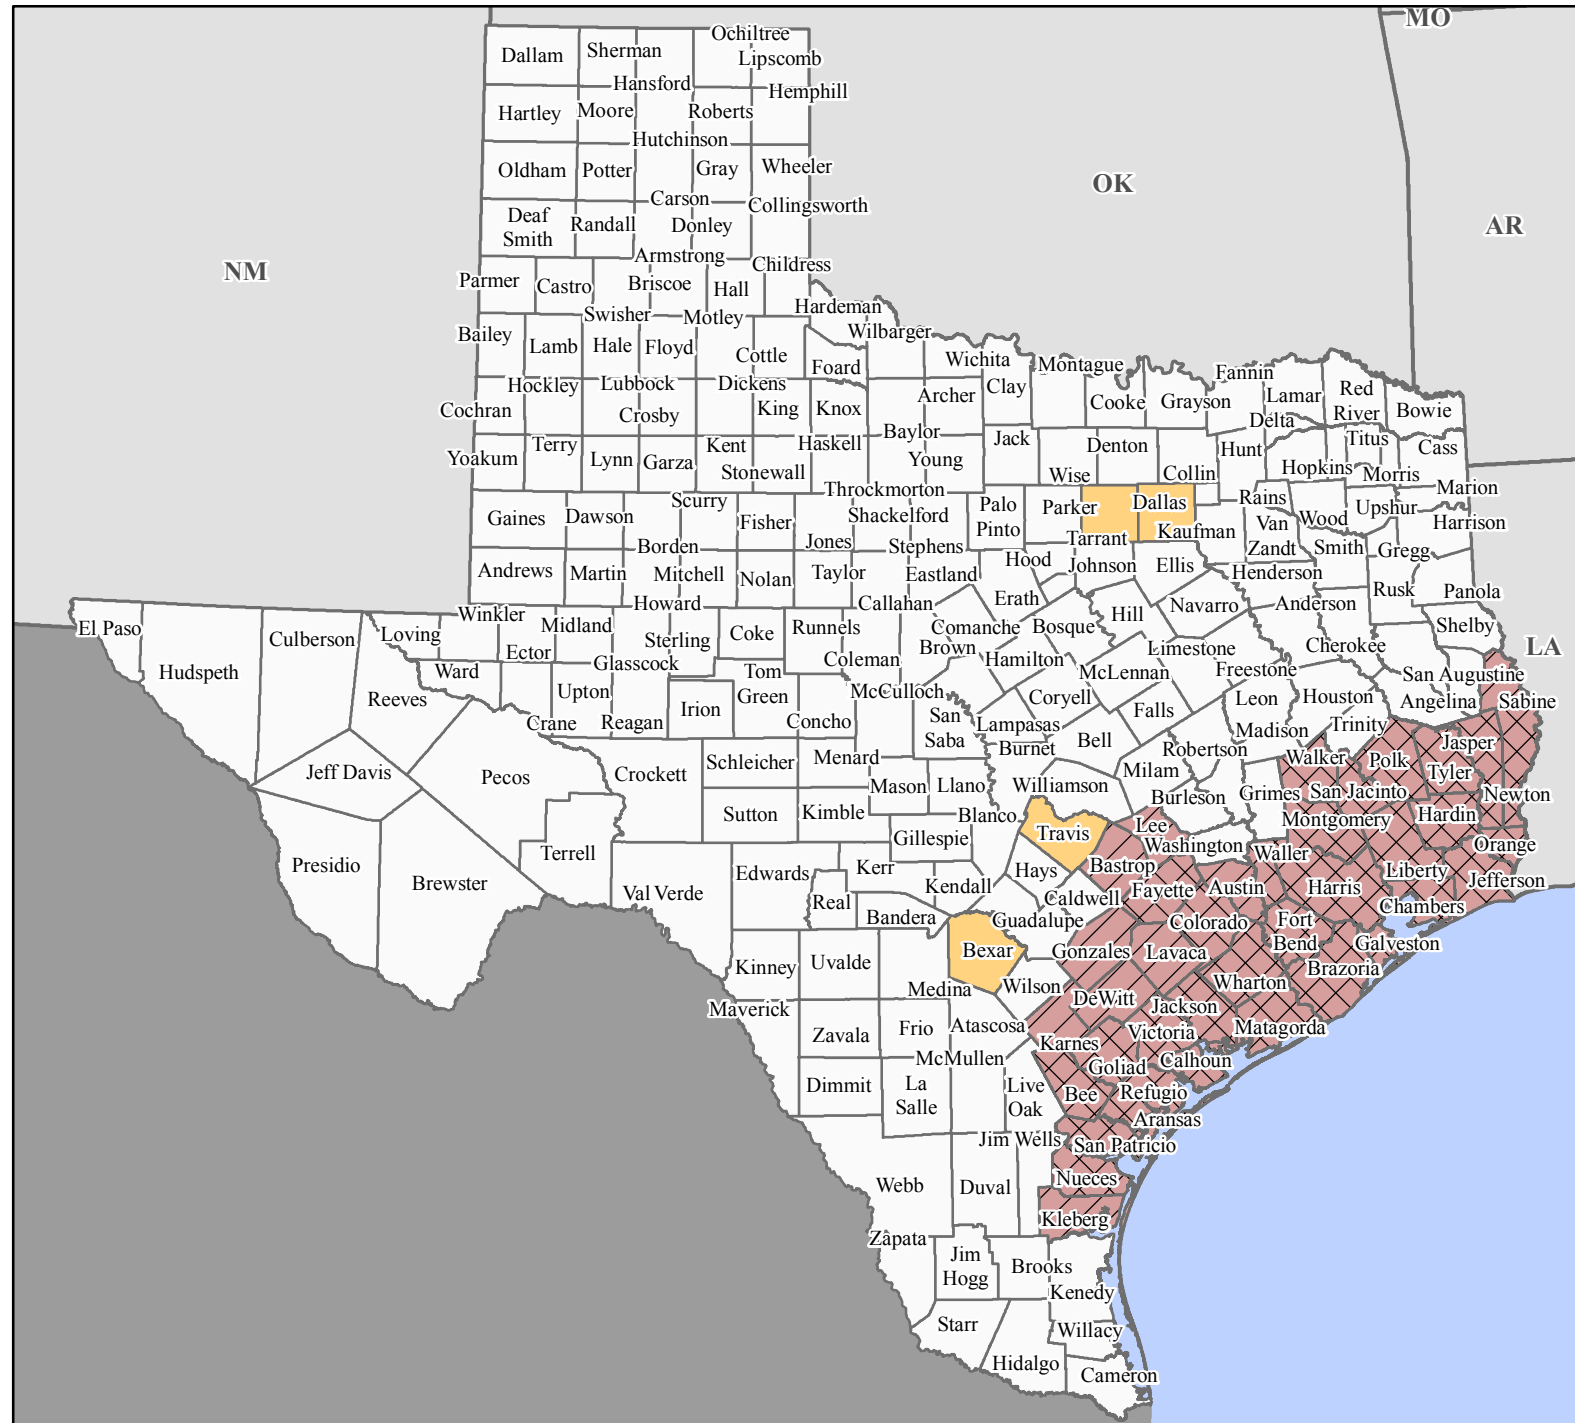 MO
Ochiltree
Dallam
Sherman
Lipscomb
Hansford
Hemphill
Hartley
Moore
Roberts
Hutchinson
Oldham
Potter
Gray
Wheeler
OK
Carson
Collingsworth
Deaf
Smith
Randall
Donley
AR
Armstrong
Childress
NM
Parmer
Castro
Briscoe
Hall
Hardeman
Swisher
Motley
Wilbarger
Bailey
Lamb
Hale
Floyd
Cottle
Foard
Wichita
Montague
Fannin
Hockley
Lubbock
Dickens
Archer
Clay
Cooke
Grayson
Lamar
Red
River
Bowie
Cochran
Crosby
King
Knox
Delta
Baylor
Jack
Denton
Titus
Terry
Kent
Haskell
Hunt
Cass
Yoakum
Lynn
Garza
Stonewall
Young
Wise
Collin
Hopkins
Morris
Throckmorton
Marion
Scurry
Rains
Palo
Pinto
Parker
Dallas
Upshur
Gaines
Dawson
Fisher
Shackelford
Van
Zandt
Wood
Harrison
Kaufman
Jones
Tarrant
Borden
Stephens
Smith
Gregg
Andrews
Martin
Mitchell
Nolan
Taylor
Eastland
Hood
Johnson
Ellis
Henderson
Rusk
Panola
Howard
Callahan
Erath
Navarro
Anderson
Winkler
Hill
El Paso
Culberson
Loving
Midland
Sterling
Coke
Runnels
Comanche
Bosque
Shelby
Ector
Brown
Limestone
Cherokee
LA
Hudspeth
Glasscock
Coleman
Hamilton
Ward
Tom
Green
McLennan
Freestone
San Augustine
Reeves
Upton
McCulloch
Coryell
Leon
Houston
Angelina
Sabine
Crane
Reagan
Irion
Concho
San
Saba
Lampasas
Falls
Trinity
Madison
Burnet
Bell
Robertson
Jasper
Schleicher
Menard
Walker
Polk
Jeff Davis
Pecos
Crockett
Milam
Tyler
Mason
Llano
Williamson
Grimes
San Jacinto
Newton
Burleson
Sutton
Kimble
Blanco
Montgomery
Hardin
Travis
Lee
Gillespie
Washington
Orange
Terrell
Waller
Presidio
Brewster
Edwards
Kerr
Hays
Bastrop
Liberty
Jefferson
Val Verde
Kendall
Fayette
Austin
Harris
Real
Caldwell
Chambers
Bandera
Guadalupe
Colorado
Fort
Bend
Bexar
Gonzales
Lavaca
Galveston
Kinney
Uvalde
Brazoria
Medina
Wilson
Wharton
Maverick
DeWitt
Jackson
Zavala
Frio
Atascosa
Victoria
Matagorda
Karnes
McMullen
Calhoun
Goliad
Dimmit
La
Salle
Live
Oak
Bee
Refugio
Aransas
Jim Wells
San Patricio
Webb
Duval
Nueces
Kleberg
Zapata
Jim
Hogg
Brooks
Kenedy
Starr
Willacy
Hidalgo
Cameron